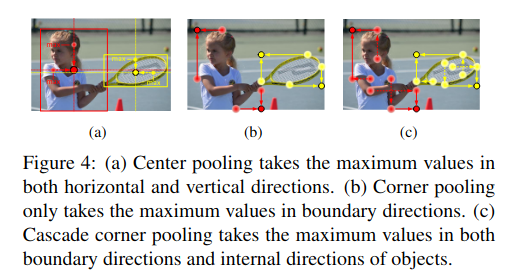 max
max
(a)
(b)
(c)
Figure 4: (a) Center pooling takes the maximum values in
both horizontal and vertical directions. (b) Corner pooling
only takes the maximum values in boundary directions. (c)
Cascade corner pooling takes the maximum values in both
boundary directions and internal directions of objects.